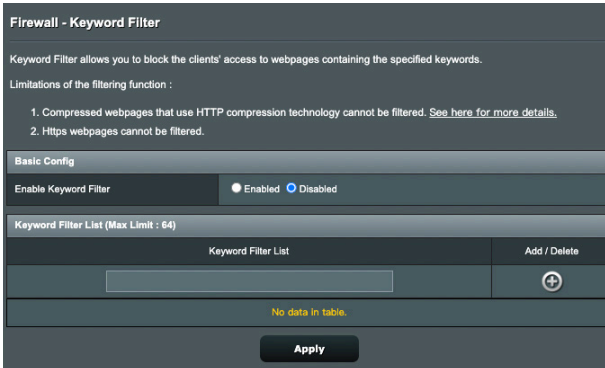 Firewall - Keyword Filter
Keyword Filter allows you to block the clients' access to webpages containing the specified keywords.
Limitations of the filtering function :
1. Compressed webpages that use HTTP compression technology cannot be filtered. See here for more details.
2. Https webpages cannot be filtered.
Basic Config
Enable Keyword Filter Enabled Disabled
Keyword Filter List (Max Limit : 64)
Keyword Filter List Add / Delete
No data in table.
Apply